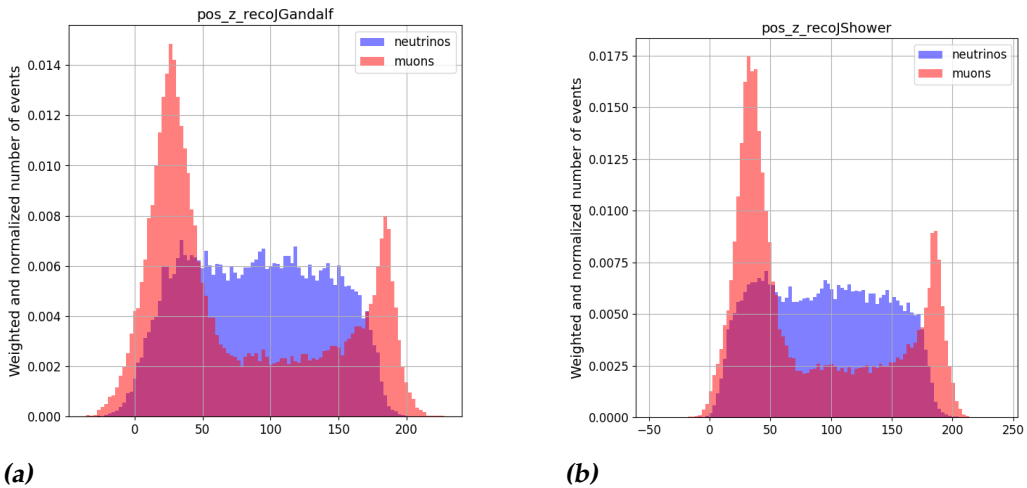 pos_z_recoJGandalf
Weighted and normalized number of events
0.014
0.012
0.010
0.008
0.006
0.004
0.002
0.000
0 50 100 150 200
neutrinos
muons
(a)
pos_z_recoJShower
Weighted and normalized number of events
0.0175
0.0150
0.0125
0.0100
0.0075
0.0050
0.0025
0.0000
−50 0 50 100 150 200 250
neutrinos
muons
(b)